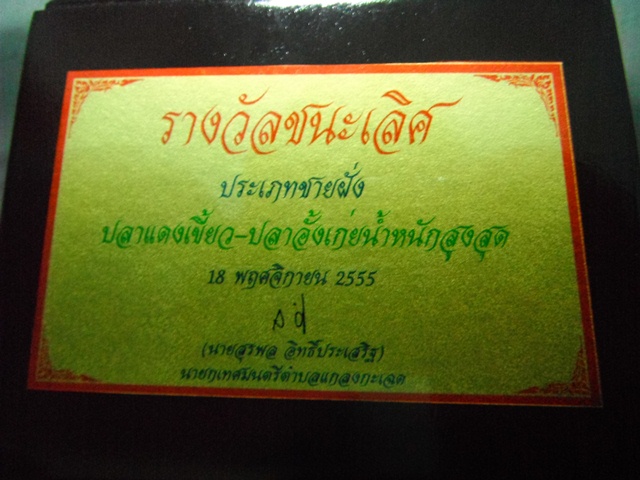 รางวัลชนะเลิศ
ประเภทชายฝั่ง
ปลาแดงเขี้ยว-ปลาอั้งเกยน้ำหนักสูงสุด
18 พฤศจิกายน 2555
(นายสุรพล อิทธิ์ประเสริฐ)
นายกเทศมนตรีตำบลแกลงกะเฉด